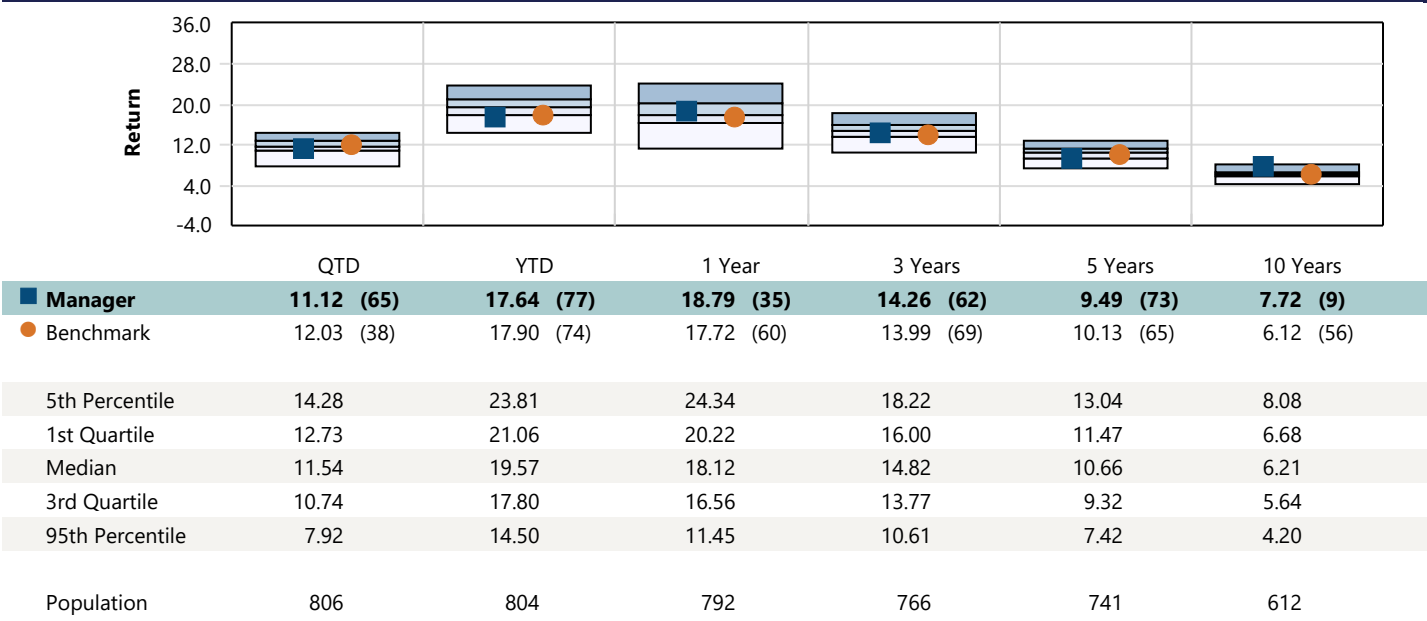 36.0
28.0
20.0
12.0
4.0
-4.0
Return
QTD YTD 1 Year 3 Years 5 Years 10 Years
Manager 11.12 (65) 17.64 (77) 18.79 (35) 14.26 (62) 9.49 (73) 7.72 (9)
Benchmark 12.03 (38) 17.90 (74) 17.72 (60) 13.99 (69) 10.13 (65) 6.12 (56)
5th Percentile 14.28 23.81 24.34 18.22 13.04 8.08
1st Quartile 12.73 21.06 20.22 16.00 11.47 6.68
Median 11.54 19.57 18.12 14.82 10.66 6.21
3rd Quartile 10.74 17.80 16.56 13.77 9.32 5.64
95th Percentile 7.92 14.50 11.45 10.61 7.42 4.20
Population 806 804 792 766 741 612